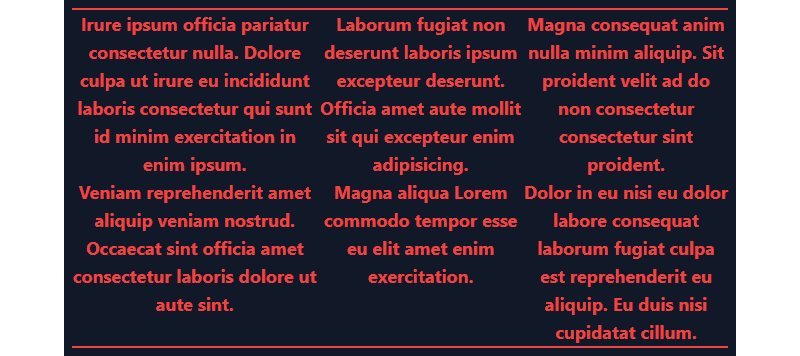 Irure ipsum officia pariatur
consectetur nulla. Dolore
culpa ut irure eu incididunt
laboris consectetur qui sunt
id minim exercitation in
enim ipsum.
Laborum fugiat non
deserunt laboris ipsum
excepteur deserunt.
Officia amet aute mollit
sit qui excepteur enim
adipisicing.
Magna consequat anim
nulla minim aliquip. Sit
proident velit ad do
non consectetur
consectetur sint
proident.
Veniam reprehenderit amet
aliquip veniam nostrud.
Occaecat sint officia amet
consectetur laboris dolore ut
aute sint.
Magna aliqua Lorem
commodo tempor esse
eu elit amet enim
exercitation.
Dolor in eu nisi eu dolor
labore consequat
laborum fugiat culpa
est reprehenderit eu
aliquip. Eu duis nisi
cupidatat cillum.